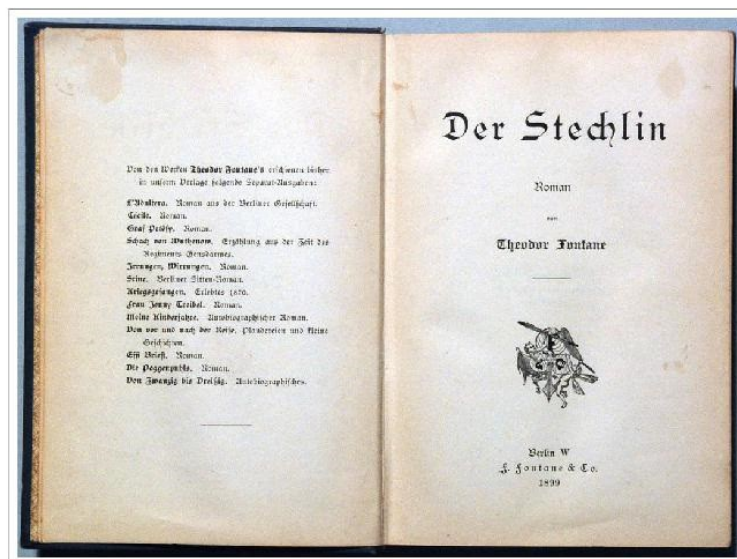 Von den Werken Theodor Fontane's erschienen bisher
in unserm Verlage folgende Separat-Ausgaben:
L'Adultera. Roman aus der Berliner Gesellschaft.
Cécile. Roman.
Graf Petöfy. Roman.
Schach von Wuthenow. Erzählung aus der Zeit des
Regiments Gensdarmes.
Irrungen, Wirrungen. Roman.
Stine. Berliner Sitten-Roman.
Kriegsgefangen. Erlebtes 1870.
Frau Jenny Treibel. Roman.
Meine Kinderjahre. Autobiographischer Roman.
Von vor und nach der Reise. Plaudereien und kleine
Geschichten.
Effi Briest. Roman.
Die Poggenpuhls. Roman.
Von Zwanzig bis Dreißig. Autobiographisches.
Der Stechlin
Roman
von
Theodor Fontane
Berlin W
F. Fontane & Co.
1899